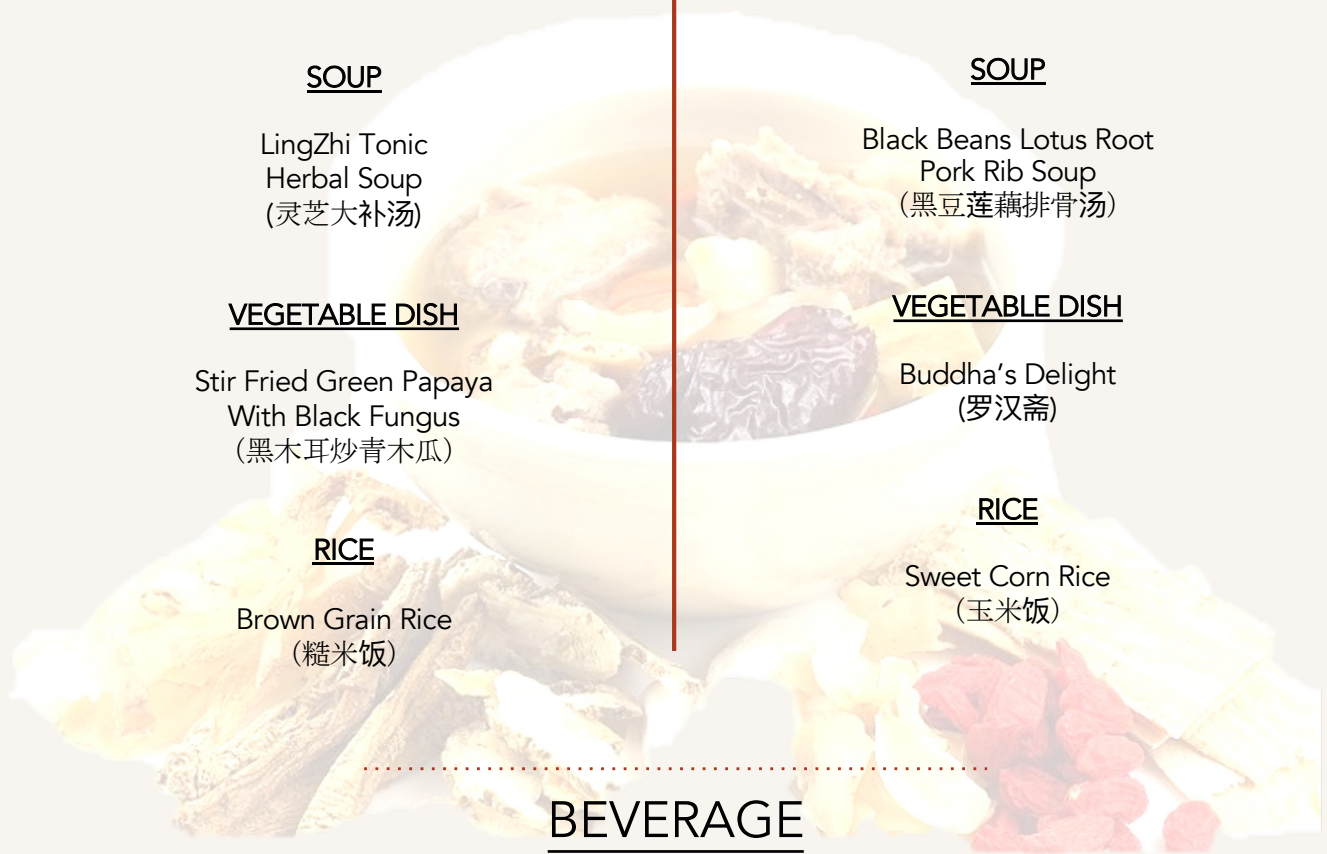 SOUP
LingZhi Tonic
Herbal Soup
(灵芝大补汤)
VEGETABLE DISH
Stir Fried Green Papaya
With Black Fungus
（黑木耳炒青木瓜）
RICE
Brown Grain Rice
（糙米饭）
SOUP
Black Beans Lotus Root
Pork Rib Soup
（黑豆莲藕排骨汤）
VEGETABLE DISH
Buddha’s Delight
(罗汉斋)
RICE
Sweet Corn Rice
（玉米饭）
BEVERAGE